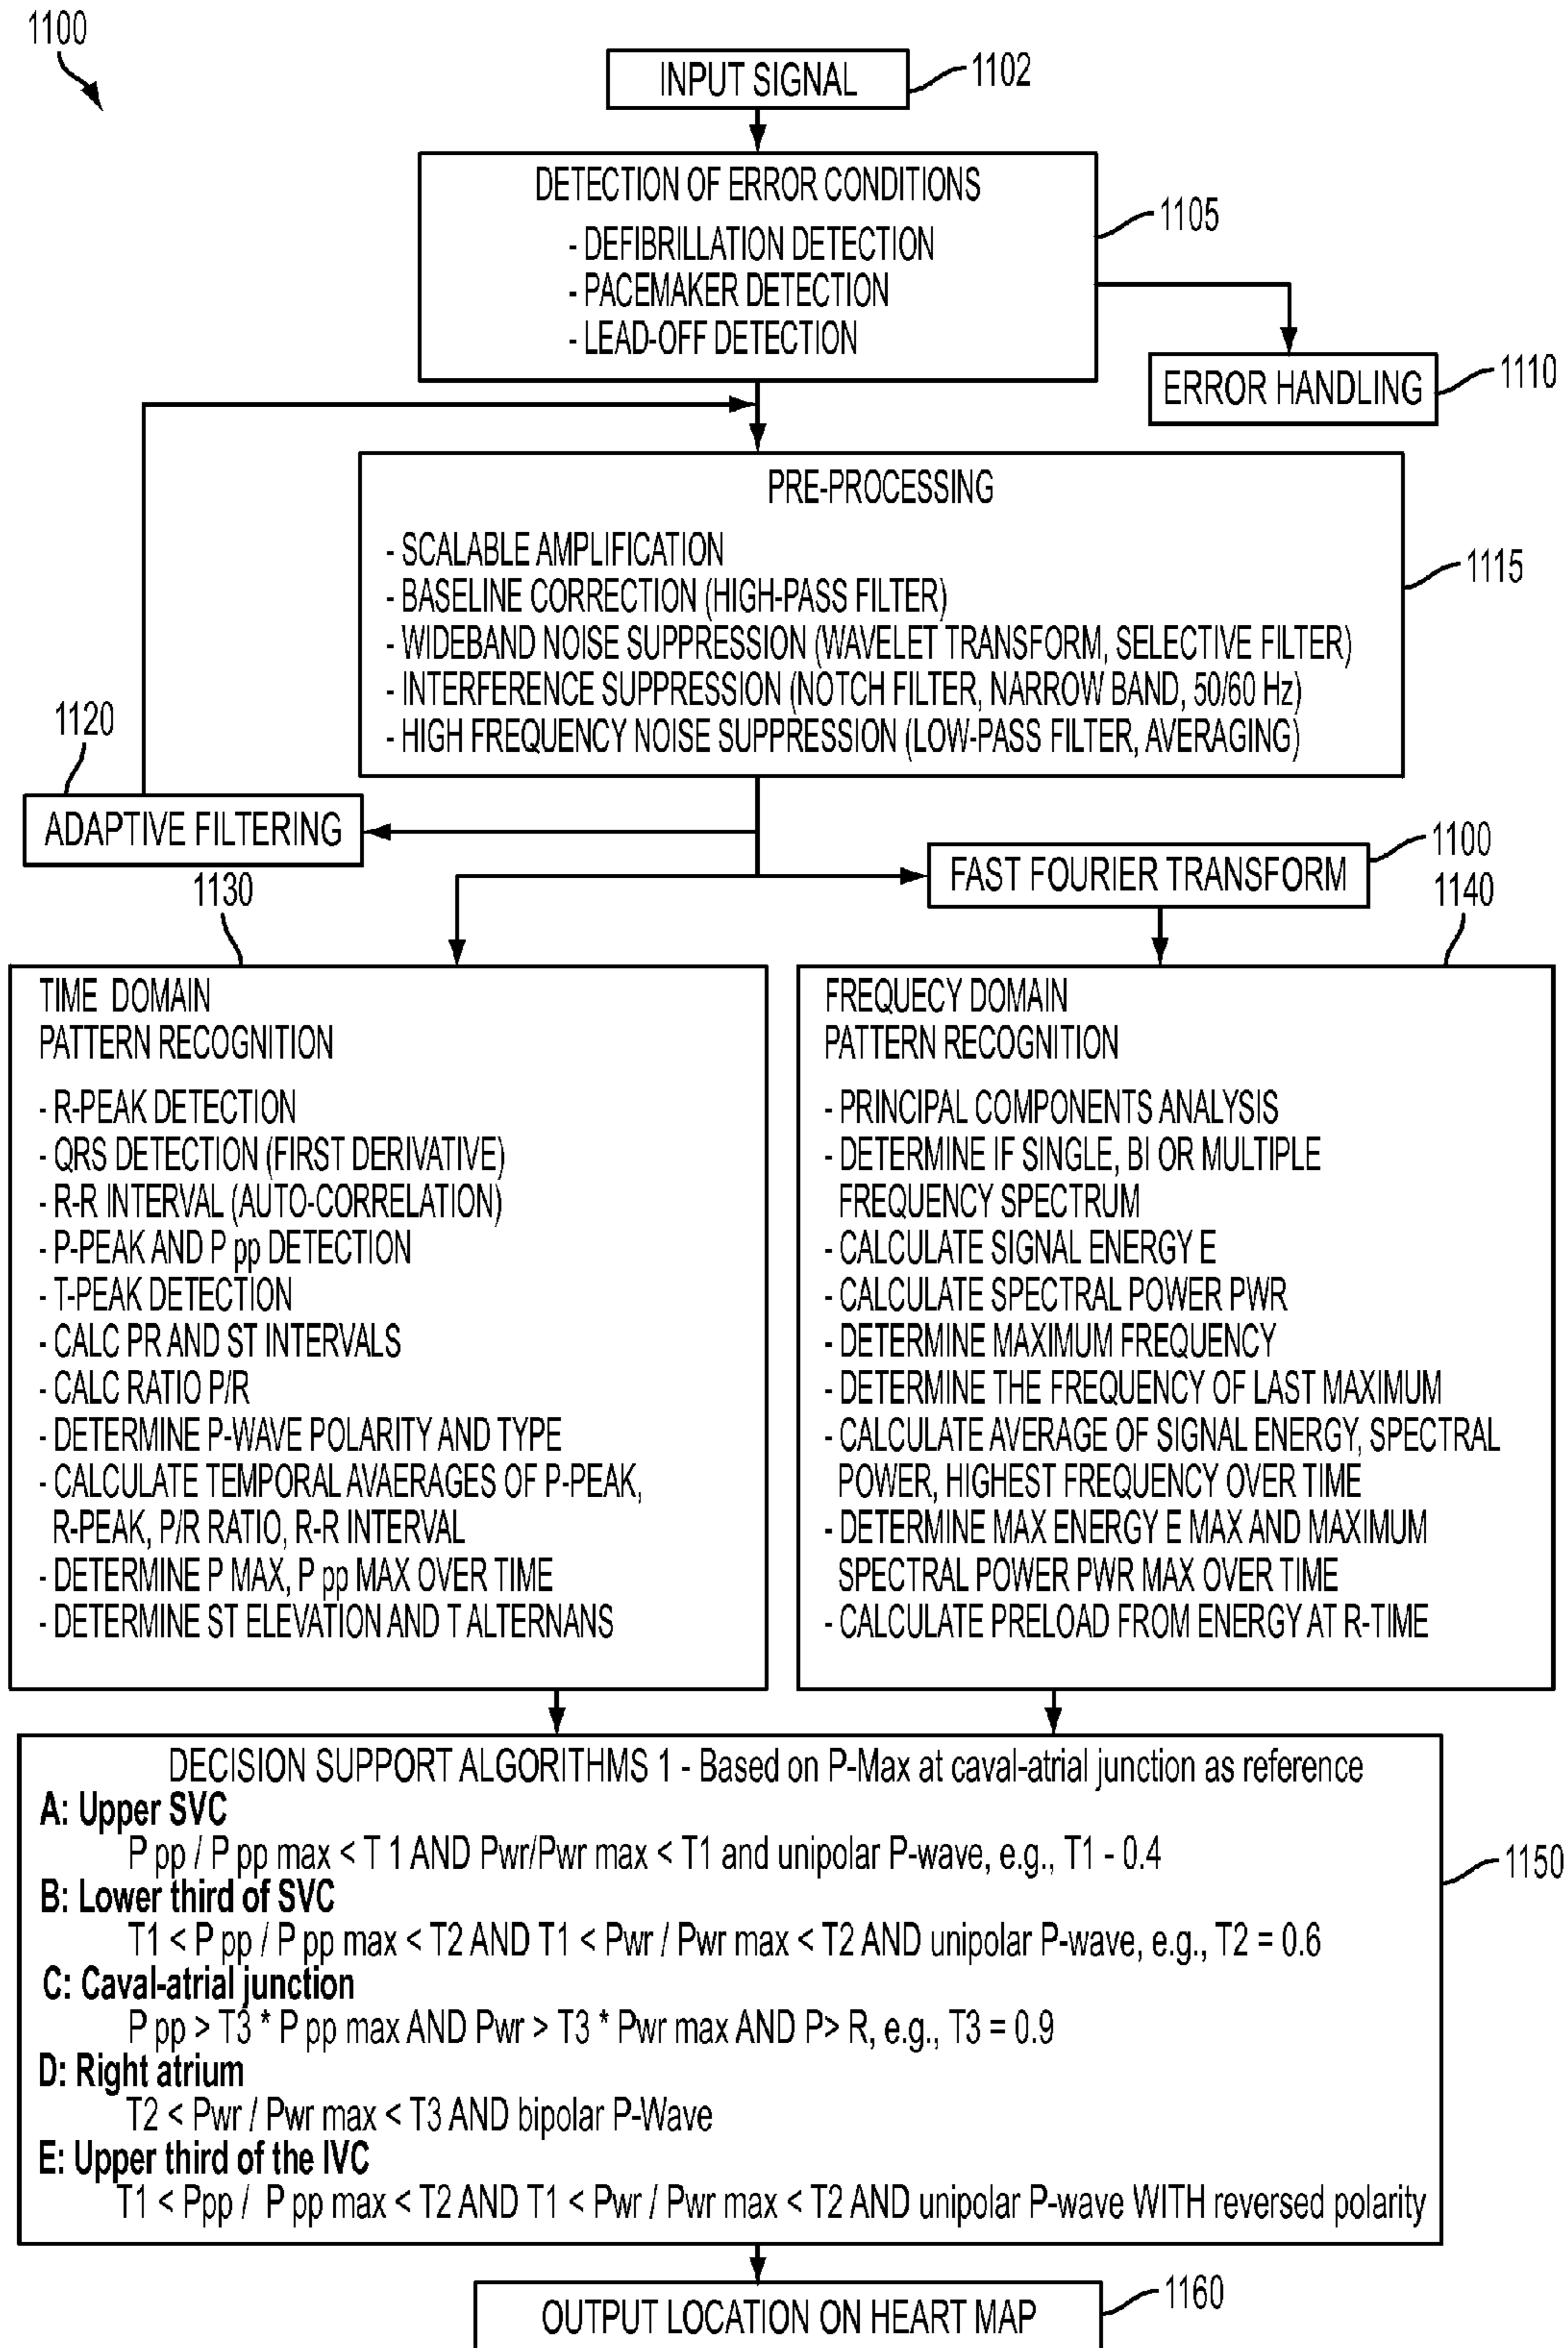 1100
INPUT SIGNAL
1102
DETECTION OF ERROR CONDITIONS
- DEFIBRILLATION DETECTION
- PACEMAKER DETECTION
- LEAD-OFF DETECTION
1105
ERROR HANDLING
1110
PRE-PROCESSING
- SCALABLE AMPLIFICATION
- BASELINE CORRECTION (HIGH-PASS FILTER)
- WIDEBAND NOISE SUPPRESSION (WAVELET TRANSFORM, SELECTIVE FILTER)
- INTERFERENCE SUPPRESSION (NOTCH FILTER, NARROW BAND, 50/60 Hz)
- HIGH FREQUENCY NOISE SUPPRESSION (LOW-PASS FILTER, AVERAGING)
1115
1120
ADAPTIVE FILTERING
FAST FOURIER TRANSFORM
1100
1130
1140
TIME DOMAIN
PATTERN RECOGNITION
- R-PEAK DETECTION
- QRS DETECTION (FIRST DERIVATIVE)
- R-R INTERVAL (AUTO-CORRELATION)
- P-PEAK AND P pp DETECTION
- T-PEAK DETECTION
- CALC PR AND ST INTERVALS
- CALC RATIO P/R
- DETERMINE P-WAVE POLARITY AND TYPE
- CALCULATE TEMPORAL AVAERAGES OF P-PEAK,
R-PEAK, P/R RATIO, R-R INTERVAL
- DETERMINE P MAX, P pp MAX OVER TIME
- DETERMINE ST ELEVATION AND T ALTERNANS
FREQUECY DOMAIN
PATTERN RECOGNITION
- PRINCIPAL COMPONENTS ANALYSIS
- DETERMINE IF SINGLE, BI OR MULTIPLE
FREQUENCY SPECTRUM
- CALCULATE SIGNAL ENERGY E
- CALCULATE SPECTRAL POWER PWR
- DETERMINE MAXIMUM FREQUENCY
- DETERMINE THE FREQUENCY OF LAST MAXIMUM
- CALCULATE AVERAGE OF SIGNAL ENERGY, SPECTRAL
POWER, HIGHEST FREQUENCY OVER TIME
- DETERMINE MAX ENERGY E MAX AND MAXIMUM
SPECTRAL POWER PWR MAX OVER TIME
- CALCULATE PRELOAD FROM ENERGY AT R-TIME
DECISION SUPPORT ALGORITHMS 1 - Based on P-Max at caval-atrial junction as reference
A: Upper SVC
P pp / P pp max < T 1 AND Pwr/Pwr max < T1 and unipolar P-wave, e.g., T1 - 0.4
B: Lower third of SVC
T1 < P pp / P pp max < T2 AND T1 < Pwr / Pwr max < T2 AND unipolar P-wave, e.g., T2 = 0.6
C: Caval-atrial junction
P pp > T3 * P pp max AND Pwr > T3 * Pwr max AND P> R, e.g., T3 = 0.9
D: Right atrium
T2 < Pwr / Pwr max < T3 AND bipolar P-Wave
E: Upper third of the IVC
T1 < Ppp / P pp max < T2 AND T1 < Pwr / Pwr max < T2 AND unipolar P-wave WITH reversed polarity
1150
OUTPUT LOCATION ON HEART MAP
1160